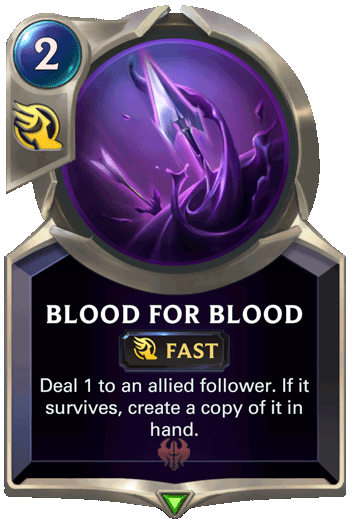 2
BLOOD FOR BLOOD
FAST
Deal 1 to an allied follower. If it
survives, create a copy of it in
hand.